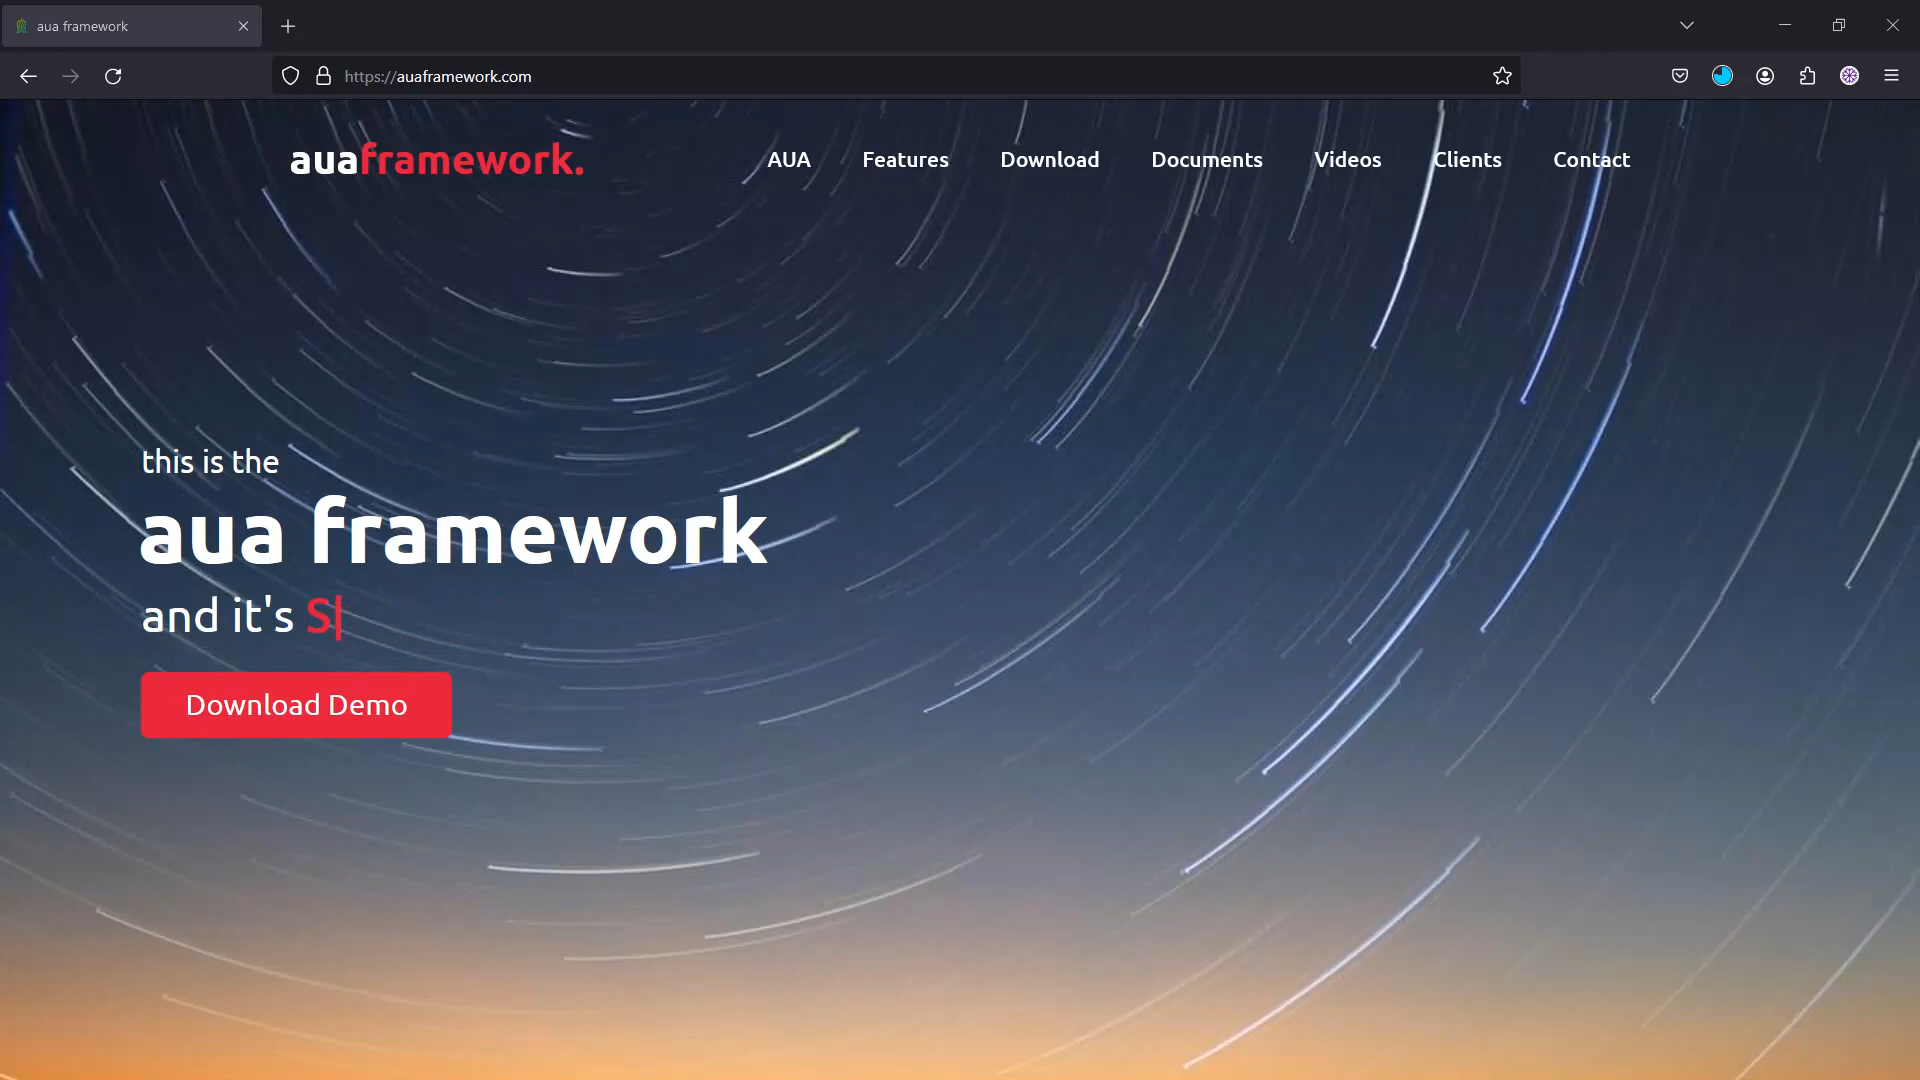 aua framework
https://auaframework.com
auaframework.
AUA
Features
Download
Documents
Videos
Clients
Contact
this is the
aua framework
and it's S
Download Demo